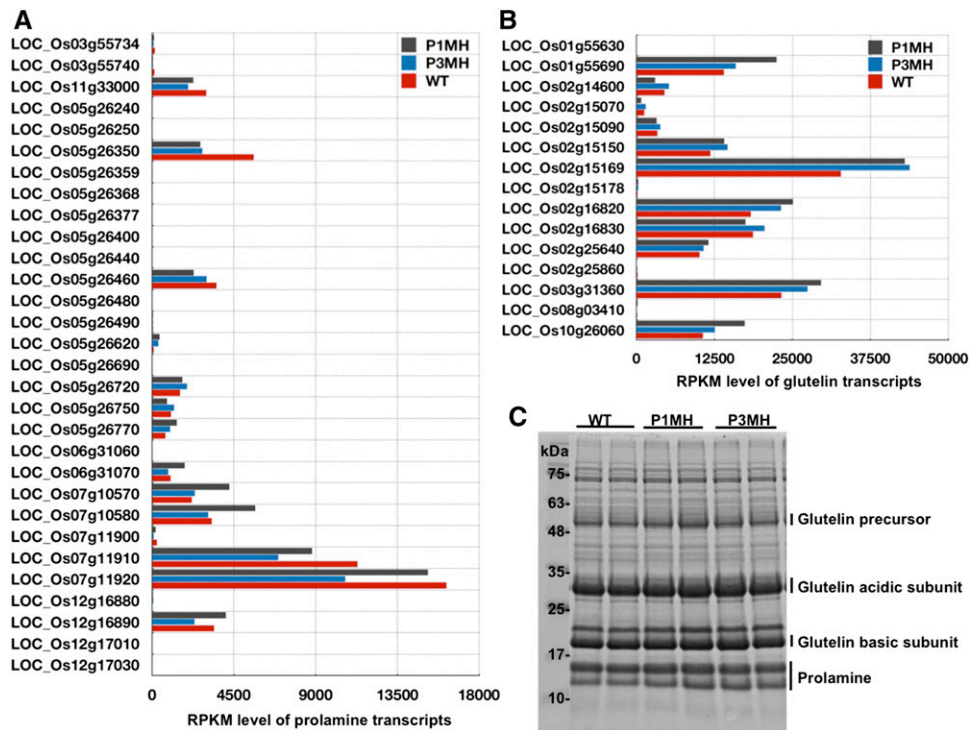 A
LOC_Os03g55734
LOC_Os03g55740
LOC_Os11g33000
LOC_Os05g26240
LOC_Os05g26250
LOC_Os05g26350
LOC_Os05g26359
LOC_Os05g26368
LOC_Os05g26377
LOC_Os05g26400
LOC_Os05g26440
LOC_Os05g26460
LOC_Os05g26480
LOC_Os05g26490
LOC_Os05g26620
LOC_Os05g26690
LOC_Os05g26720
LOC_Os05g26750
LOC_Os05g26770
LOC_Os06g31060
LOC_Os06g31070
LOC_Os07g10570
LOC_Os07g10580
LOC_Os07g11900
LOC_Os07g11910
LOC_Os07g11920
LOC_Os12g16880
LOC_Os12g16890
LOC_Os12g17010
LOC_Os12g17030
P1MH
P3MH
WT
0 4500 9000 13500 18000
RPKM level of prolamine transcripts
B
LOC_Os01g55630
LOC_Os01g55690
LOC_Os02g14600
LOC_Os02g15070
LOC_Os02g15090
LOC_Os02g15150
LOC_Os02g15169
LOC_Os02g15178
LOC_Os02g16820
LOC_Os02g16830
LOC_Os02g25640
LOC_Os02g25860
LOC_Os03g31360
LOC_Os08g03410
LOC_Os10g26060
P1MH
P3MH
WT
0 12500 25000 37500 50000
RPKM level of glutelin transcripts
C
WT P1MH P3MH
kDa
75-
63-
48-
35-
25-
17-
10-
Glutelin precursor
Glutelin acidic subunit
Glutelin basic subunit
Prolamine